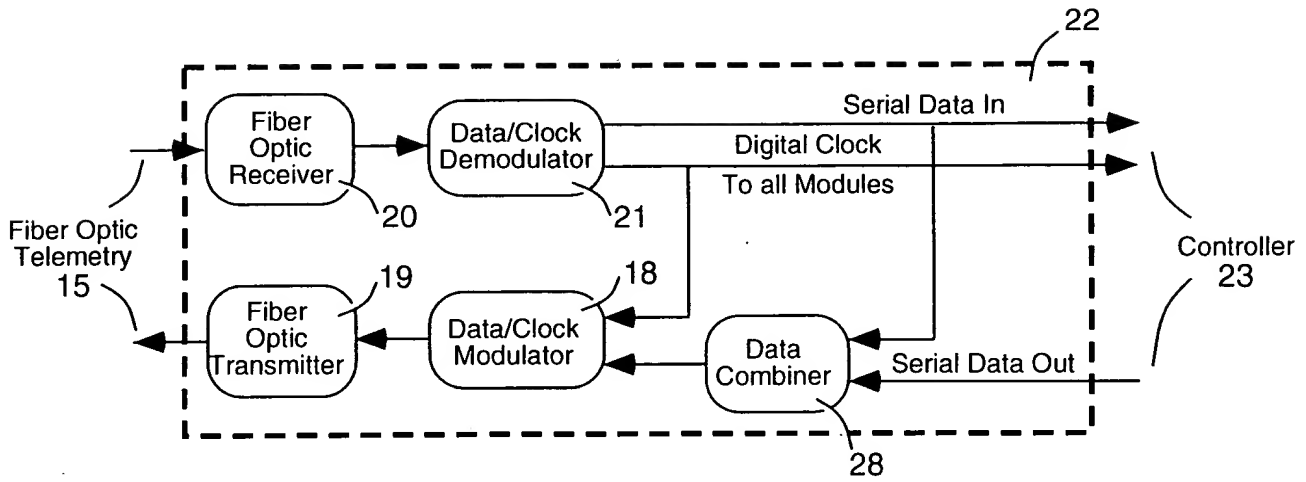 22
Serial Data In
Fiber
Optic
Receiver
20
Data/Clock
Demodulator
21
Digital Clock
To all Modules
Fiber Optic
Telemetry
15
Controller
23
19
Fiber
Optic
Transmitter
18
Data/Clock
Modulator
Data
Combiner
28
Serial Data Out